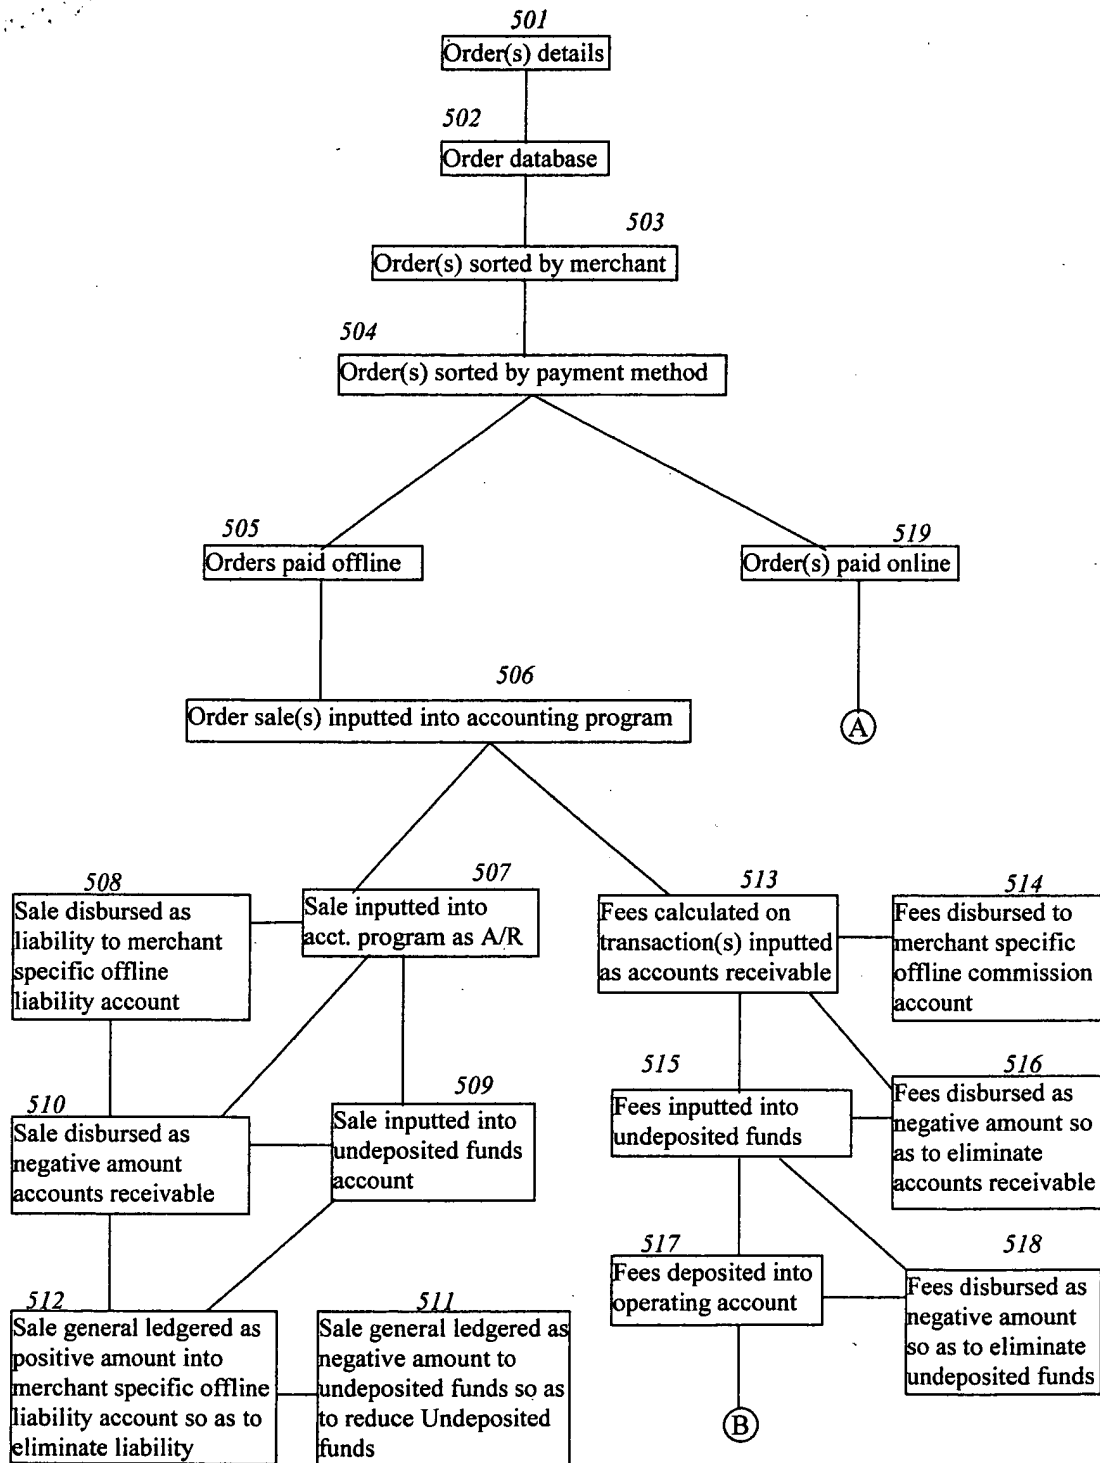 501
Order(s) details
502
Order database
503
Order(s) sorted by merchant
504
Order(s) sorted by payment method
505
Orders paid offline
519
Order(s) paid online
506
Order sale(s) inputted into accounting program
A
508
Sale disbursed as
liability to merchant
specific offline
liability account
507
Sale inputted into
acct. program as A/R
513
Fees calculated on
transaction(s) inputted
as accounts receivable
514
Fees disbursed to
merchant specific
offline commission
account
510
Sale disbursed as
negative amount
accounts receivable
509
Sale inputted into
undeposited funds
account
515
Fees inputted into
undeposited funds
516
Fees disbursed as
negative amount so
as to eliminate
accounts receivable
512
Sale general ledgered as
positive amount into
merchant specific offline
liability account so as to
eliminate liability
511
Sale general ledgered as
negative amount to
undeposited funds so as
to reduce Undeposited
funds
517
Fees deposited into
operating account
518
Fees disbursed as
negative amount
so as to eliminate
undeposited funds
B